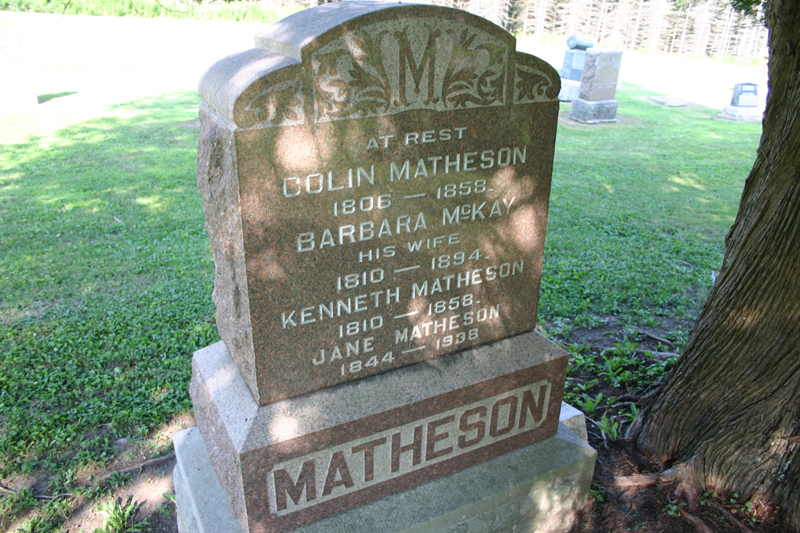 M
AT REST
COLIN MATHESON
1806 — 1858.
BARBARA McKAY
HIS WIFE
1810 — 1894.
KENNETH MATHESON
1810 — 1858.
JANE MATHESON
1844 — 1938
MATHESON